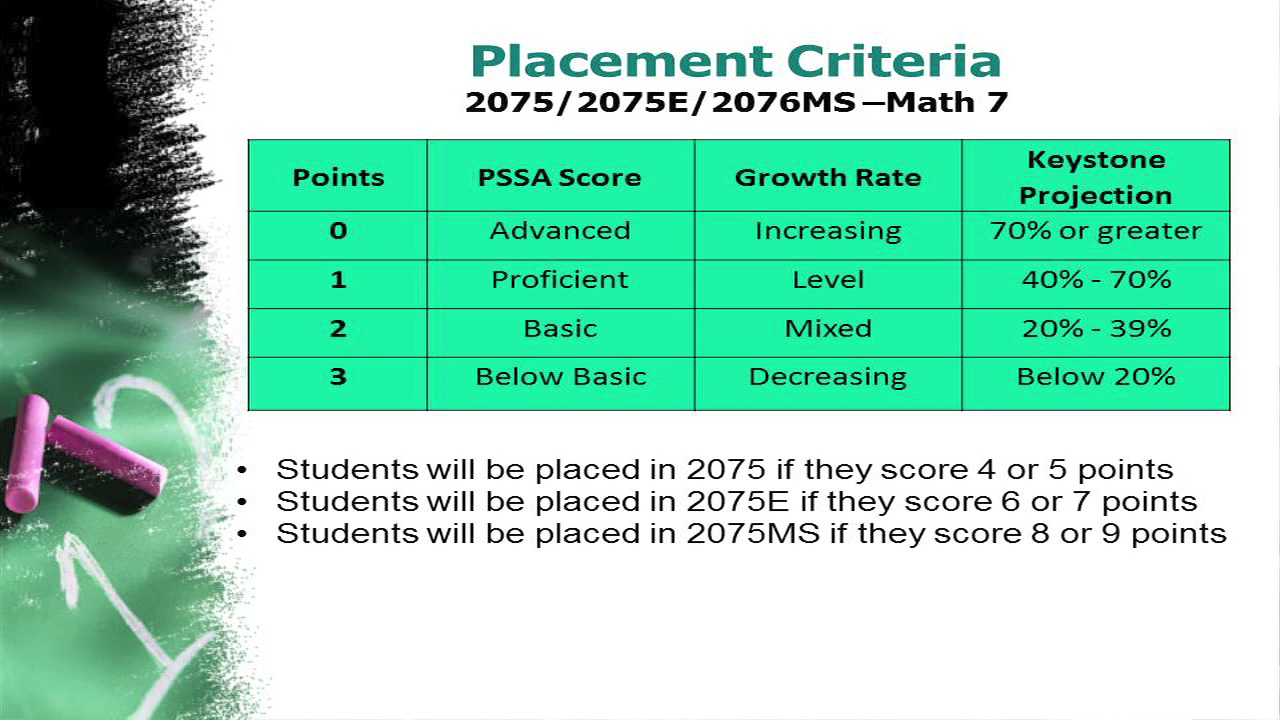 Placement Criteria
2075/2075E/2076MS –Math 7
Points PSSA Score Growth Rate Keystone Projection
0 Advanced Increasing 70% or greater
1 Proficient Level 40% - 70%
2 Basic Mixed 20% - 39%
3 Below Basic Decreasing Below 20%
• Students will be placed in 2075 if they score 4 or 5 points
• Students will be placed in 2075E if they score 6 or 7 points
• Students will be placed in 2075MS if they score 8 or 9 points